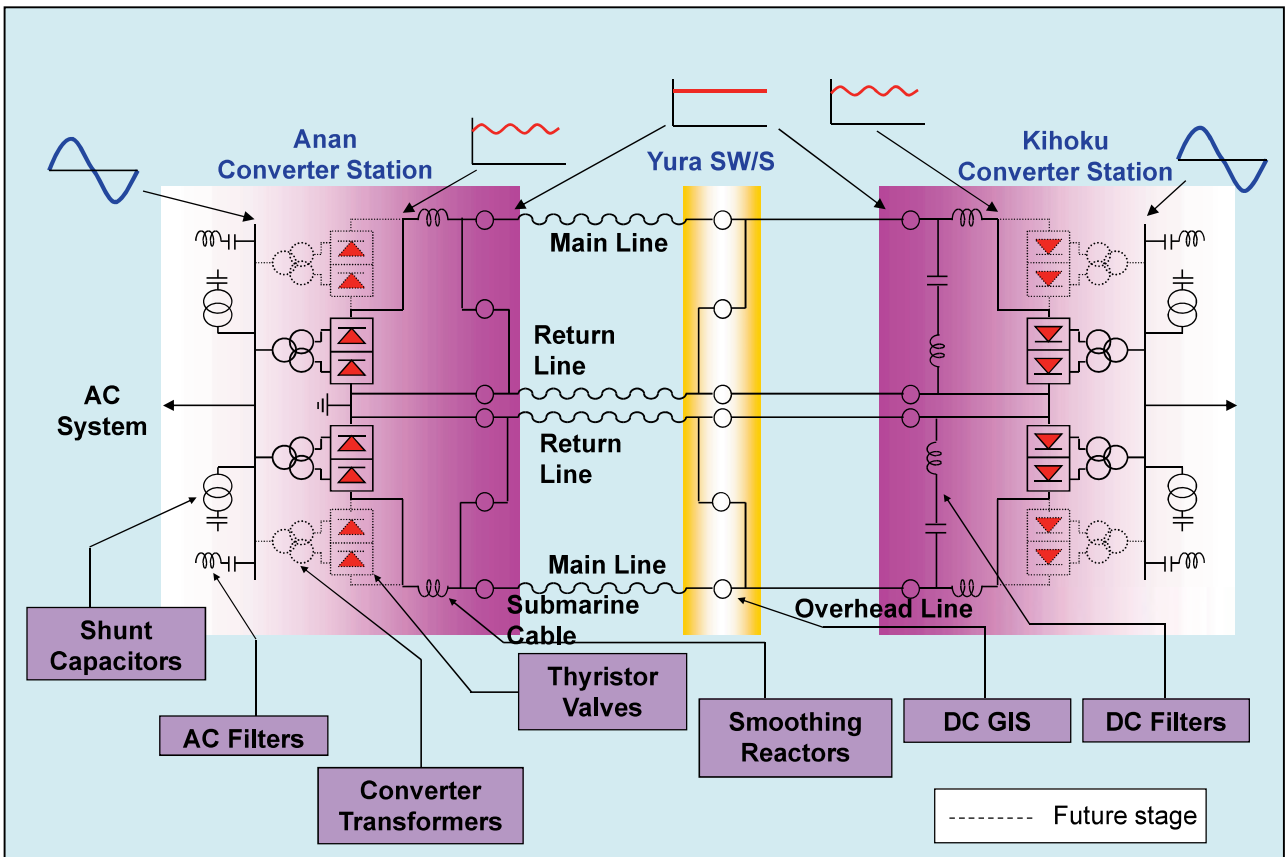 Anan
Converter Station
Yura SW/S
Kihoku
Converter Station
Main Line
Return
Line
AC
System
Return
Line
Main Line
Submarine
Cable
Overhead Line
Shunt
Capacitors
AC Filters
Converter
Transformers
Thyristor
Valves
Smoothing
Reactors
DC GIS
DC Filters
Future stage